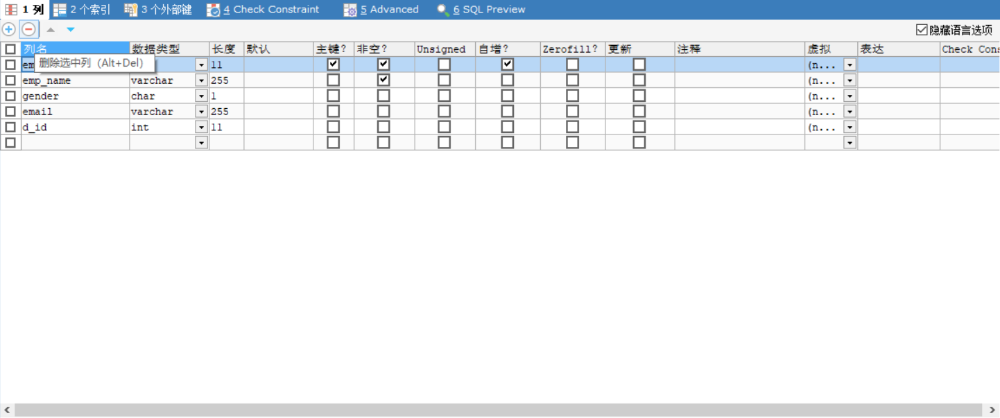 1 列 2 个索引 3 个外部键 4 Check Constraint 5 Advanced 6 SQL Preview
隐藏语言选项
列名 数据类型 长度 默认 主键? 非空? Unsigned 自增? Zerofill? 更新 注释 虚拟 表达 Check Cons
em 11 (n...
删除选中列 (Alt+Del)
emp_name varchar 255 (n...
gender char 1 (n...
email varchar 255 (n...
d_id int 11 (n...